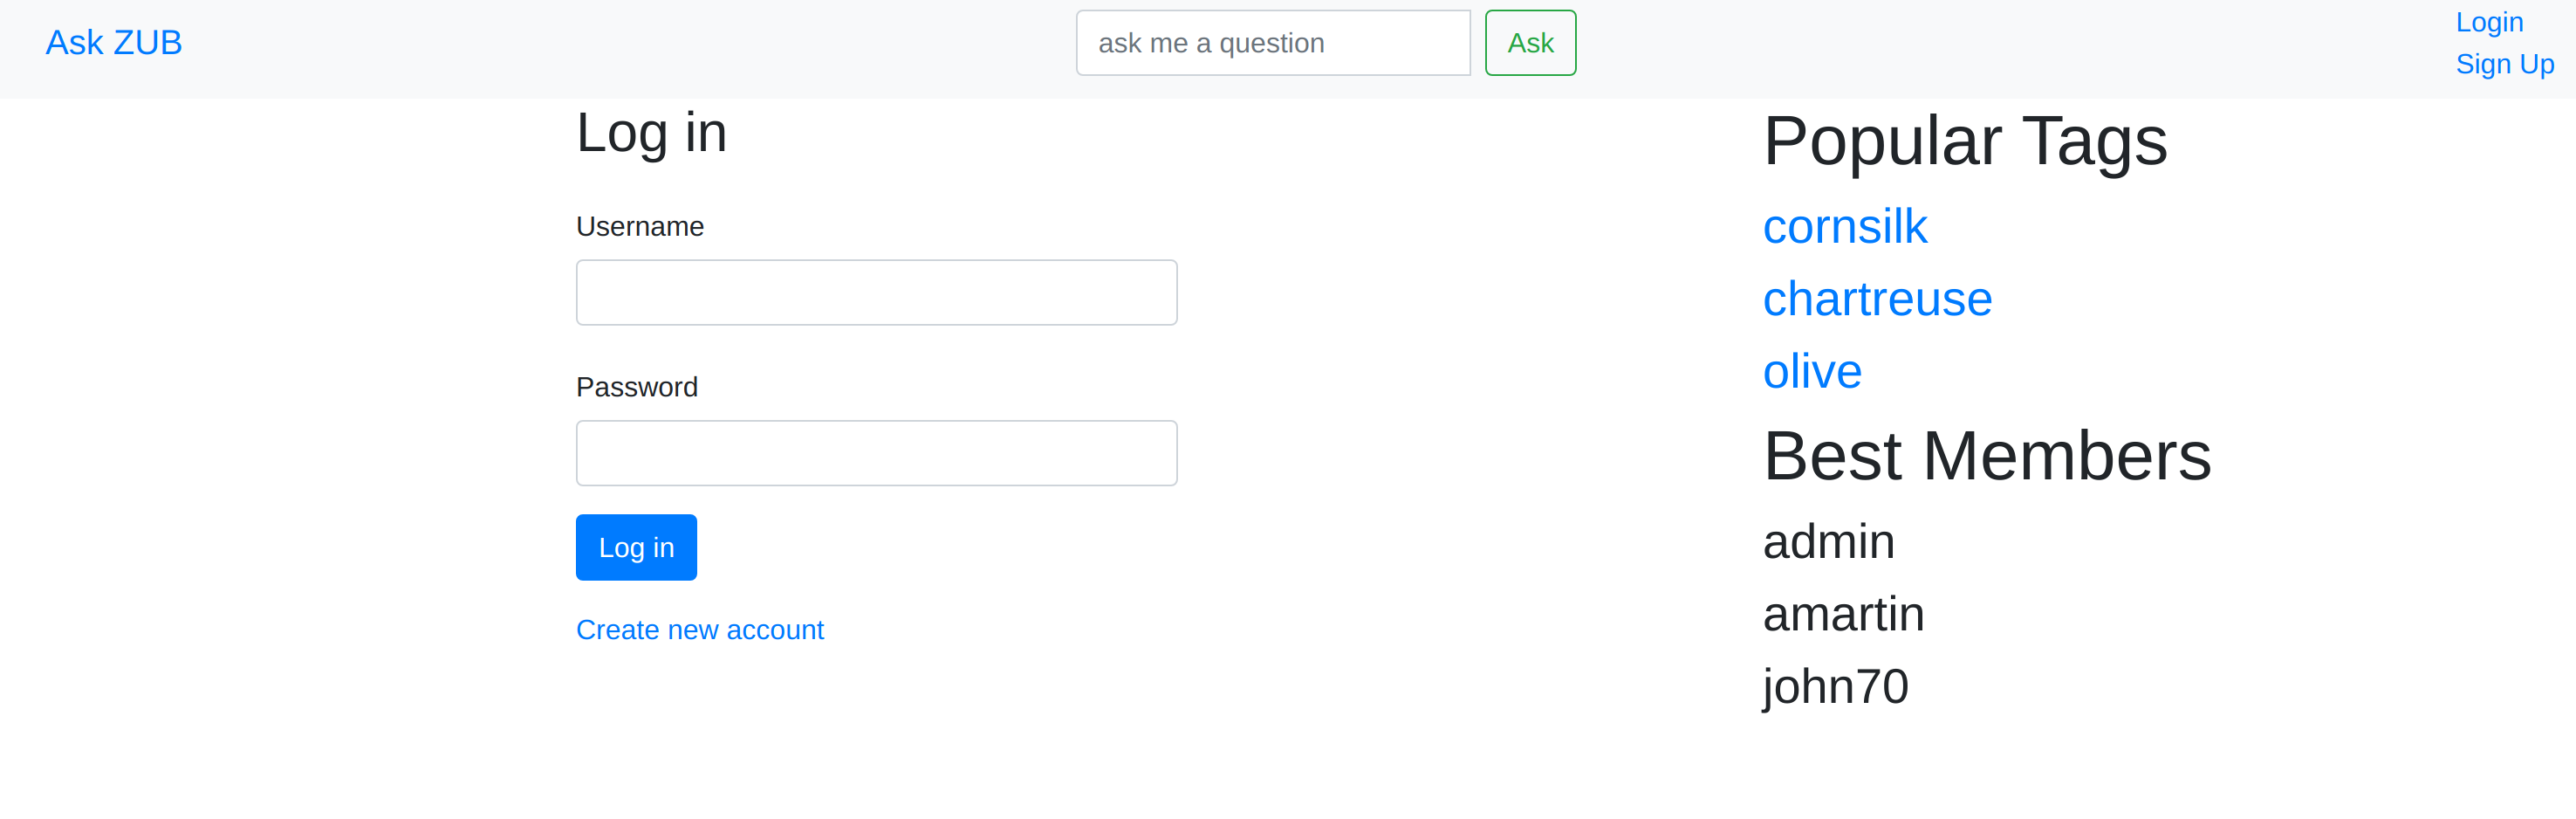 Ask ZUB
ask me a question
Ask
Login
Sign Up
Log in
Username
Password
Log in
Create new account
Popular Tags
cornsilk
chartreuse
olive
Best Members
admin
amartin
john70